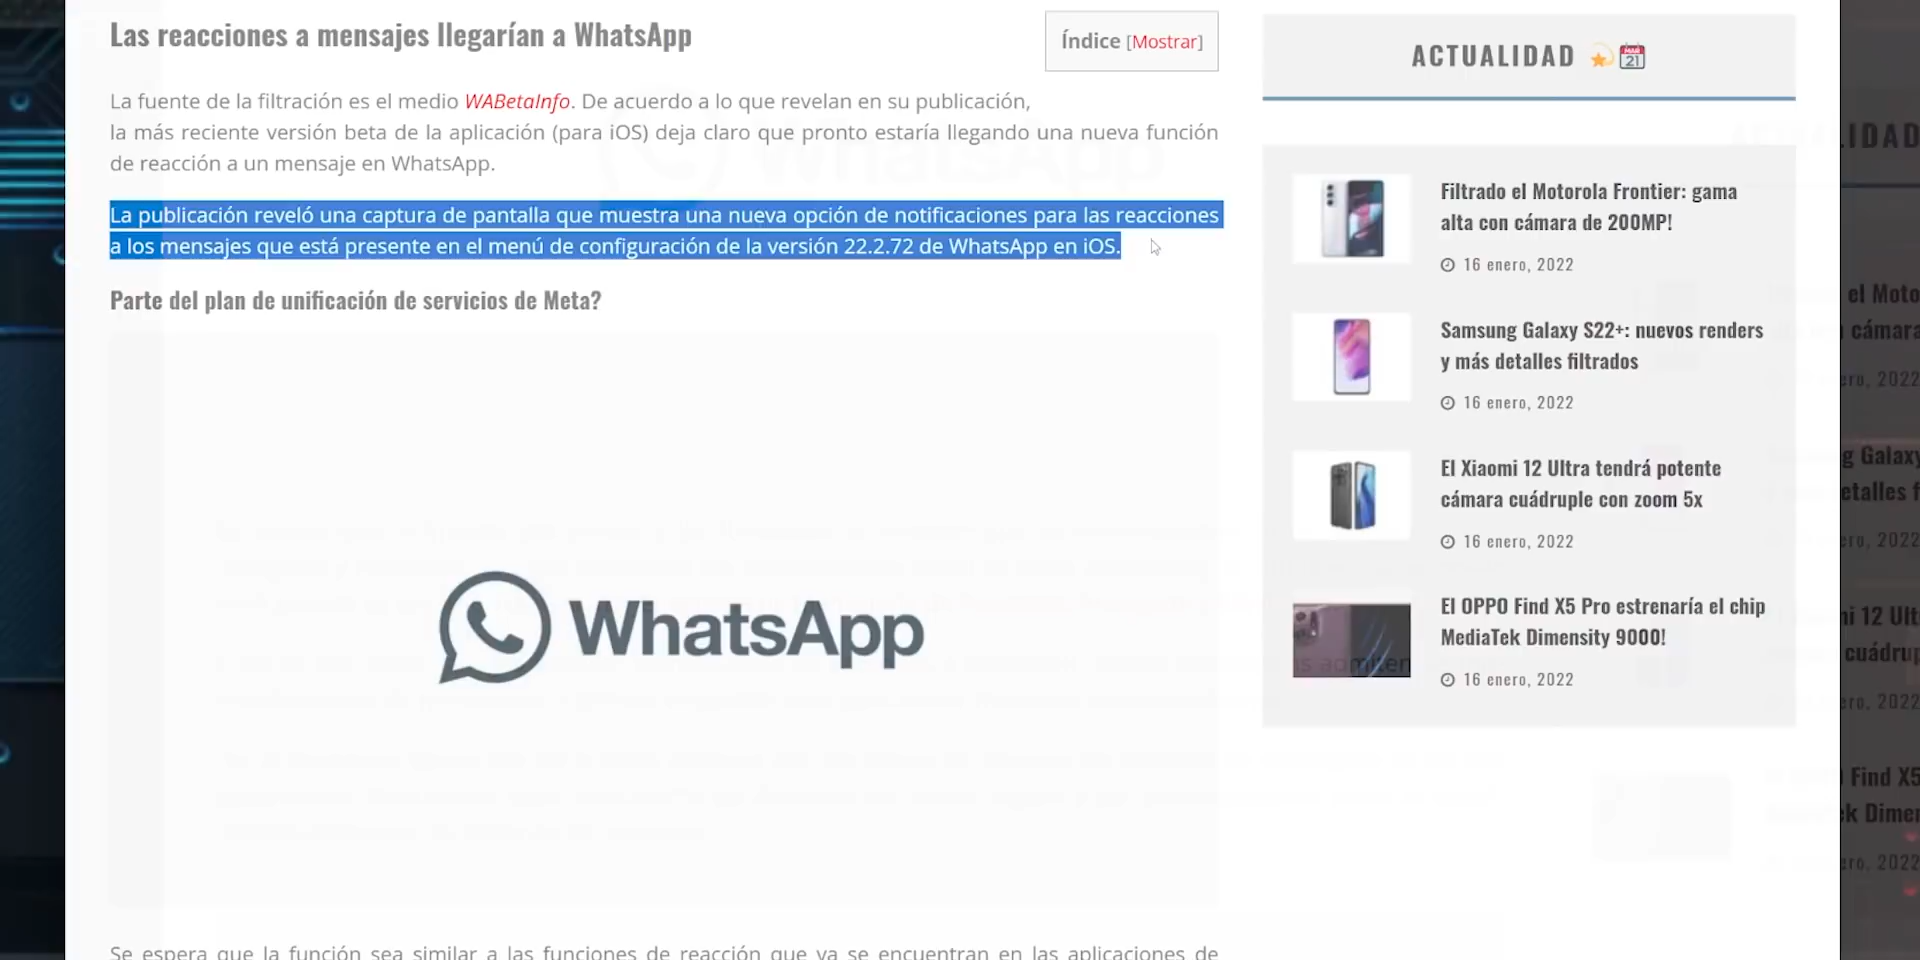 Las reacciones a mensajes llegarían a WhatsApp
Índice [Mostrar]
La fuente de la filtración es el medio WABetaInfo. De acuerdo a lo que revelan en su publicación,
la más reciente versión beta de la aplicación (para iOS) deja claro que pronto estaría llegando una nueva función
de reacción a un mensaje en WhatsApp.
La publicación reveló una captura de pantalla que muestra una nueva opción de notificaciones para las reacciones
a los mensajes que está presente en el menú de configuración de la versión 22.2.72 de WhatsApp en iOS.
Parte del plan de unificación de servicios de Meta?
WhatsApp
Se espera que la función sea similar a las funciones de reacción que ya se encuentran en las aplicaciones de
ACTUALIDAD
Filtrado el Motorola Frontier: gama
alta con cámara de 200MP!
16 enero, 2022
Samsung Galaxy S22+: nuevos renders
y más detalles filtrados
16 enero, 2022
El Xiaomi 12 Ultra tendrá potente
cámara cuádruple con zoom 5x
16 enero, 2022
El OPPO Find X5 Pro estrenaría el chip
MediaTek Dimensity 9000!
16 enero, 2022